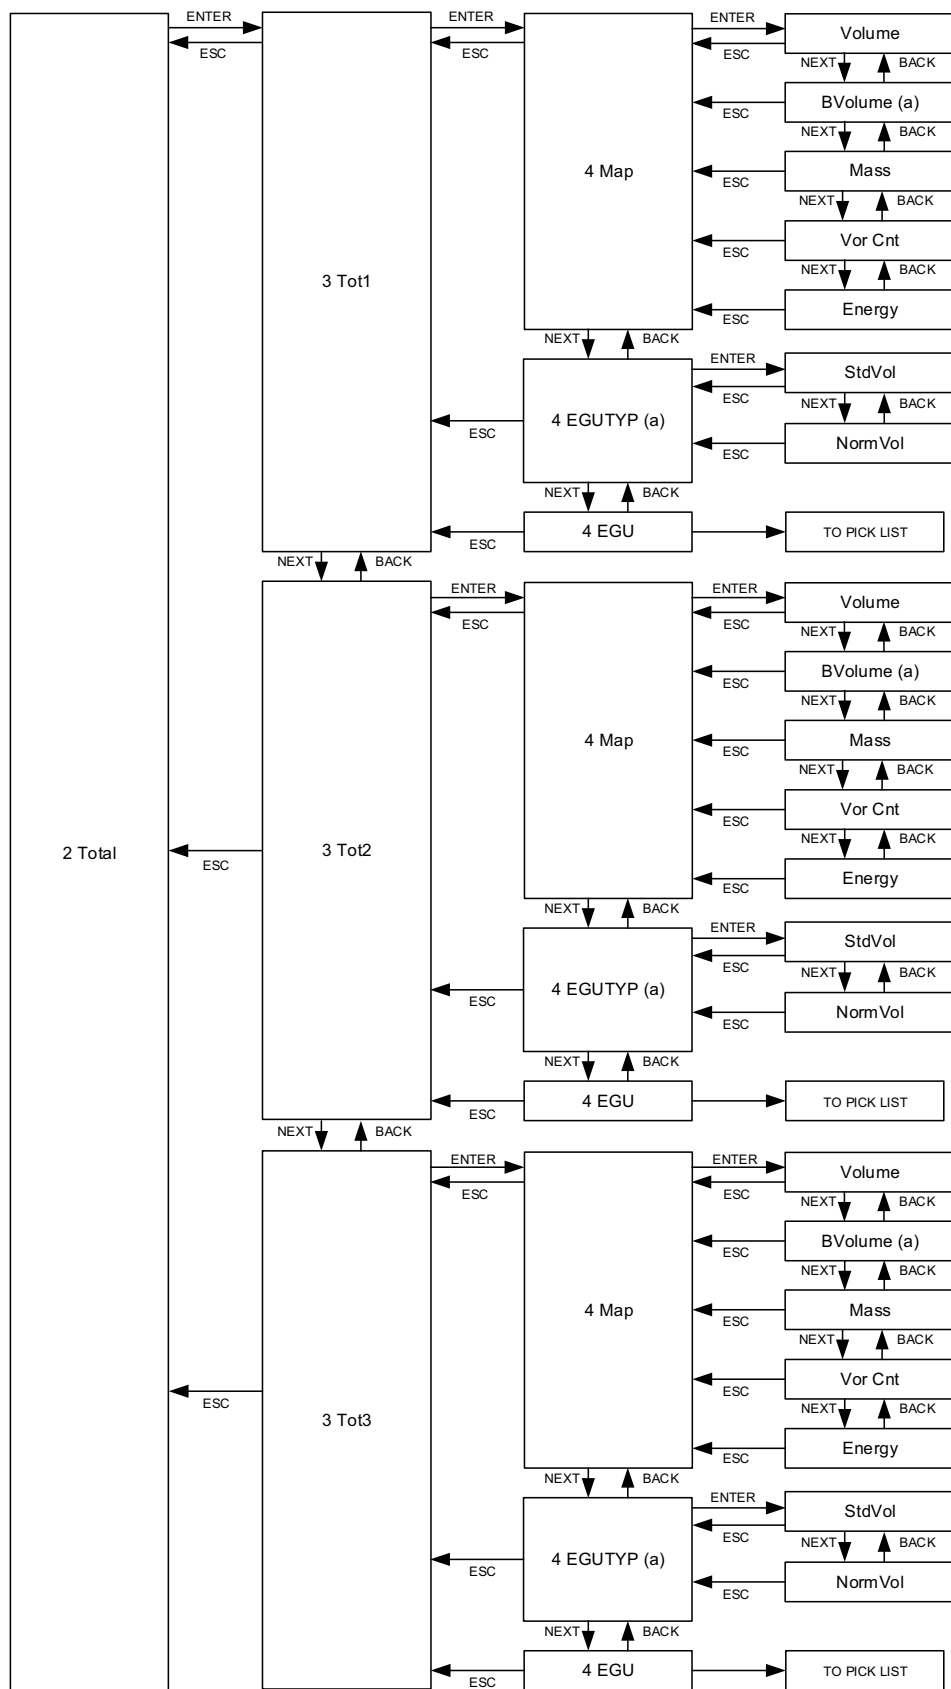 ENTER
ENTER
ENTER
Volume
ESC
ESC
ESC
NEXT
BACK
BVolume (a)
ESC
NEXT
BACK
4 Map
Mass
ESC
NEXT
BACK
Vor Cnt
ESC
3 Tot1
NEXT
BACK
Energy
ESC
NEXT
BACK
ENTER
StdVol
ESC
NEXT
BACK
4 EGUTYP (a)
ESC
NormVol
ESC
NEXT
BACK
4 EGU
TO PICK LIST
ESC
NEXT
BACK
ENTER
ENTER
Volume
ESC
ESC
NEXT
BACK
BVolume (a)
ESC
NEXT
BACK
4 Map
Mass
ESC
NEXT
BACK
Vor Cnt
ESC
2 Total
3 Tot2
ESC
NEXT
BACK
Energy
ESC
NEXT
BACK
ENTER
StdVol
ESC
NEXT
BACK
4 EGUTYP (a)
ESC
NormVol
ESC
NEXT
BACK
4 EGU
TO PICK LIST
ESC
NEXT
BACK
ENTER
ENTER
Volume
ESC
ESC
NEXT
BACK
BVolume (a)
ESC
NEXT
BACK
4 Map
Mass
ESC
NEXT
BACK
Vor Cnt
ESC
ESC
NEXT
BACK
3 Tot3
Energy
ESC
NEXT
BACK
ENTER
StdVol
ESC
NEXT
BACK
4 EGUTYP (a)
ESC
NormVol
ESC
NEXT
BACK
4 EGU
TO PICK LIST
ESC